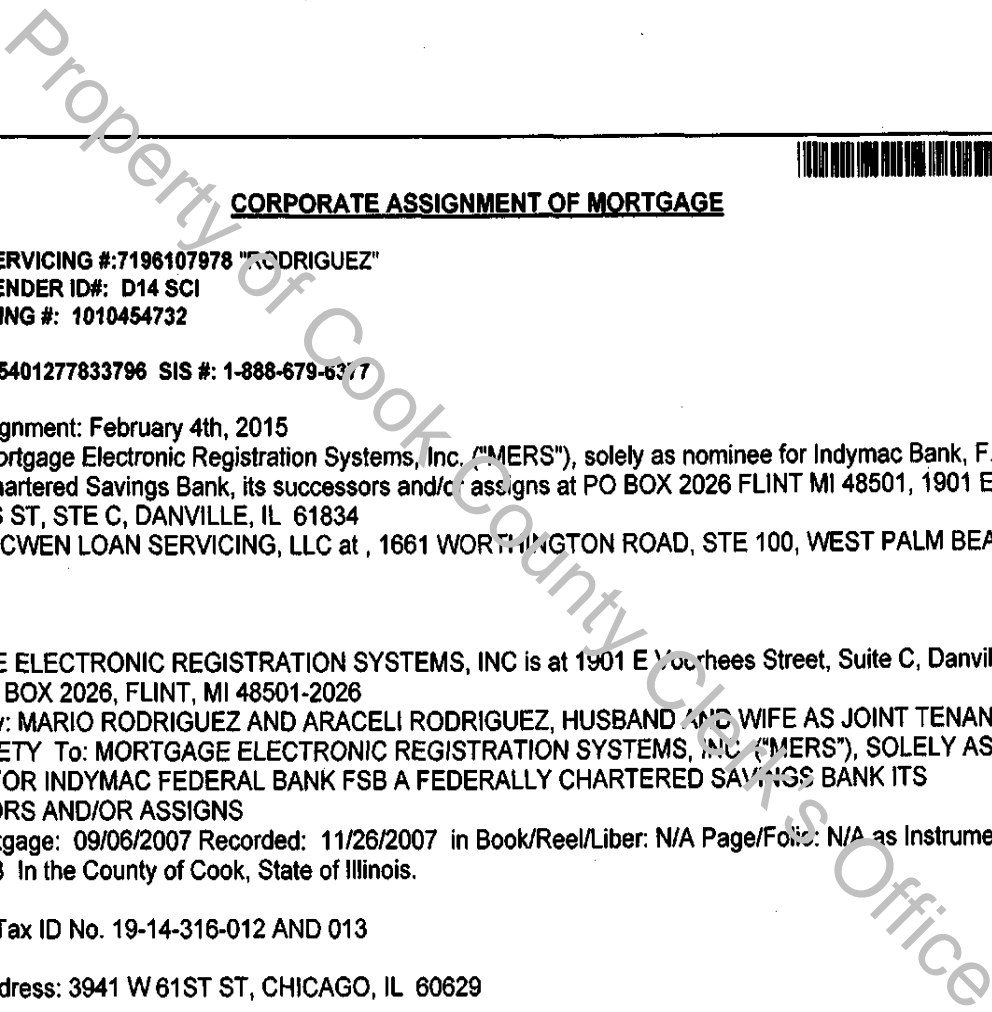 CORPORATE ASSIGNMENT OF MORTGAGE
ERVICING #:7196107978 "RODRIGUEZ"
ENDER ID#: D14 SCI
ING #: 1010454732
5401277833796 SIS #: 1-888-679-6377
gnment: February 4th, 2015
ortgage Electronic Registration Systems, Inc. ("MERS"), solely as nominee for Indymac Bank, F.
hartered Savings Bank, its successors and/or assigns at PO BOX 2026 FLINT MI 48501, 1901 E
S ST, STE C, DANVILLE, IL 61834
CWEN LOAN SERVICING, LLC at , 1661 WORTHINGTON ROAD, STE 100, WEST PALM BEA
E ELECTRONIC REGISTRATION SYSTEMS, INC is at 1901 E Voorhees Street, Suite C, Danvil
BOX 2026, FLINT, MI 48501-2026
y: MARIO RODRIGUEZ AND ARACELI RODRIGUEZ, HUSBAND AND WIFE AS JOINT TENAN
ETY To: MORTGAGE ELECTRONIC REGISTRATION SYSTEMS, INC ("MERS"), SOLELY AS
OR INDYMAC FEDERAL BANK FSB A FEDERALLY CHARTERED SAVINGS BANK ITS
ORS AND/OR ASSIGNS
tgage: 09/06/2007 Recorded: 11/26/2007 in Book/Reel/Liber: N/A Page/Folio: N/A as Instrume
In the County of Cook, State of Illinois.
Tax ID No. 19-14-316-012 AND 013
dress: 3941 W 61ST ST, CHICAGO, IL 60629
Property of Cook County Clerk's Office